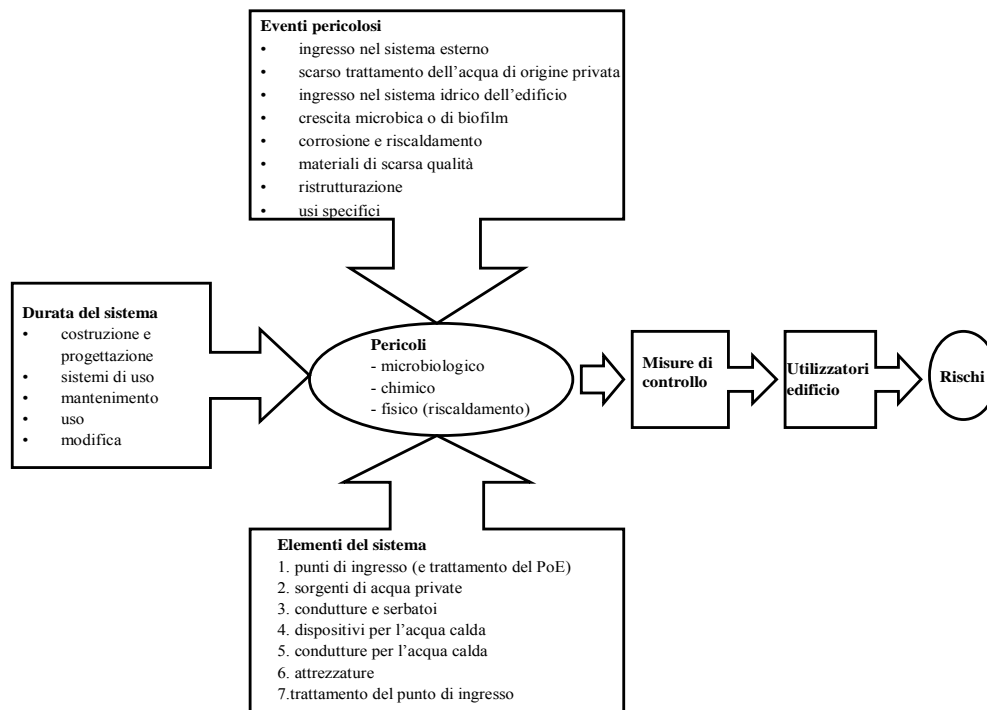 Eventi pericolosi
• ingresso nel sistema esterno
• scarso trattamento dell’acqua di origine privata
• ingresso nel sistema idrico dell’edificio
• crescita microbica o di biofilm
• corrosione e riscaldamento
• materiali di scarsa qualità
• ristrutturazione
• usi specifici
Durata del sistema
• costruzione e
progettazione
• sistemi di uso
• mantenimento
• uso
• modifica
Pericoli
- microbiologico
- chimico
- fisico (riscaldamento)
Misure di
controllo
Utilizzatori
edificio
Rischi
Elementi del sistema
1. punti di ingresso (e trattamento del PoE)
2. sorgenti di acqua private
3. condutture e serbatoi
4. dispositivi per l’acqua calda
5. condutture per l’acqua calda
6. attrezzature
7.trattamento del punto di ingresso